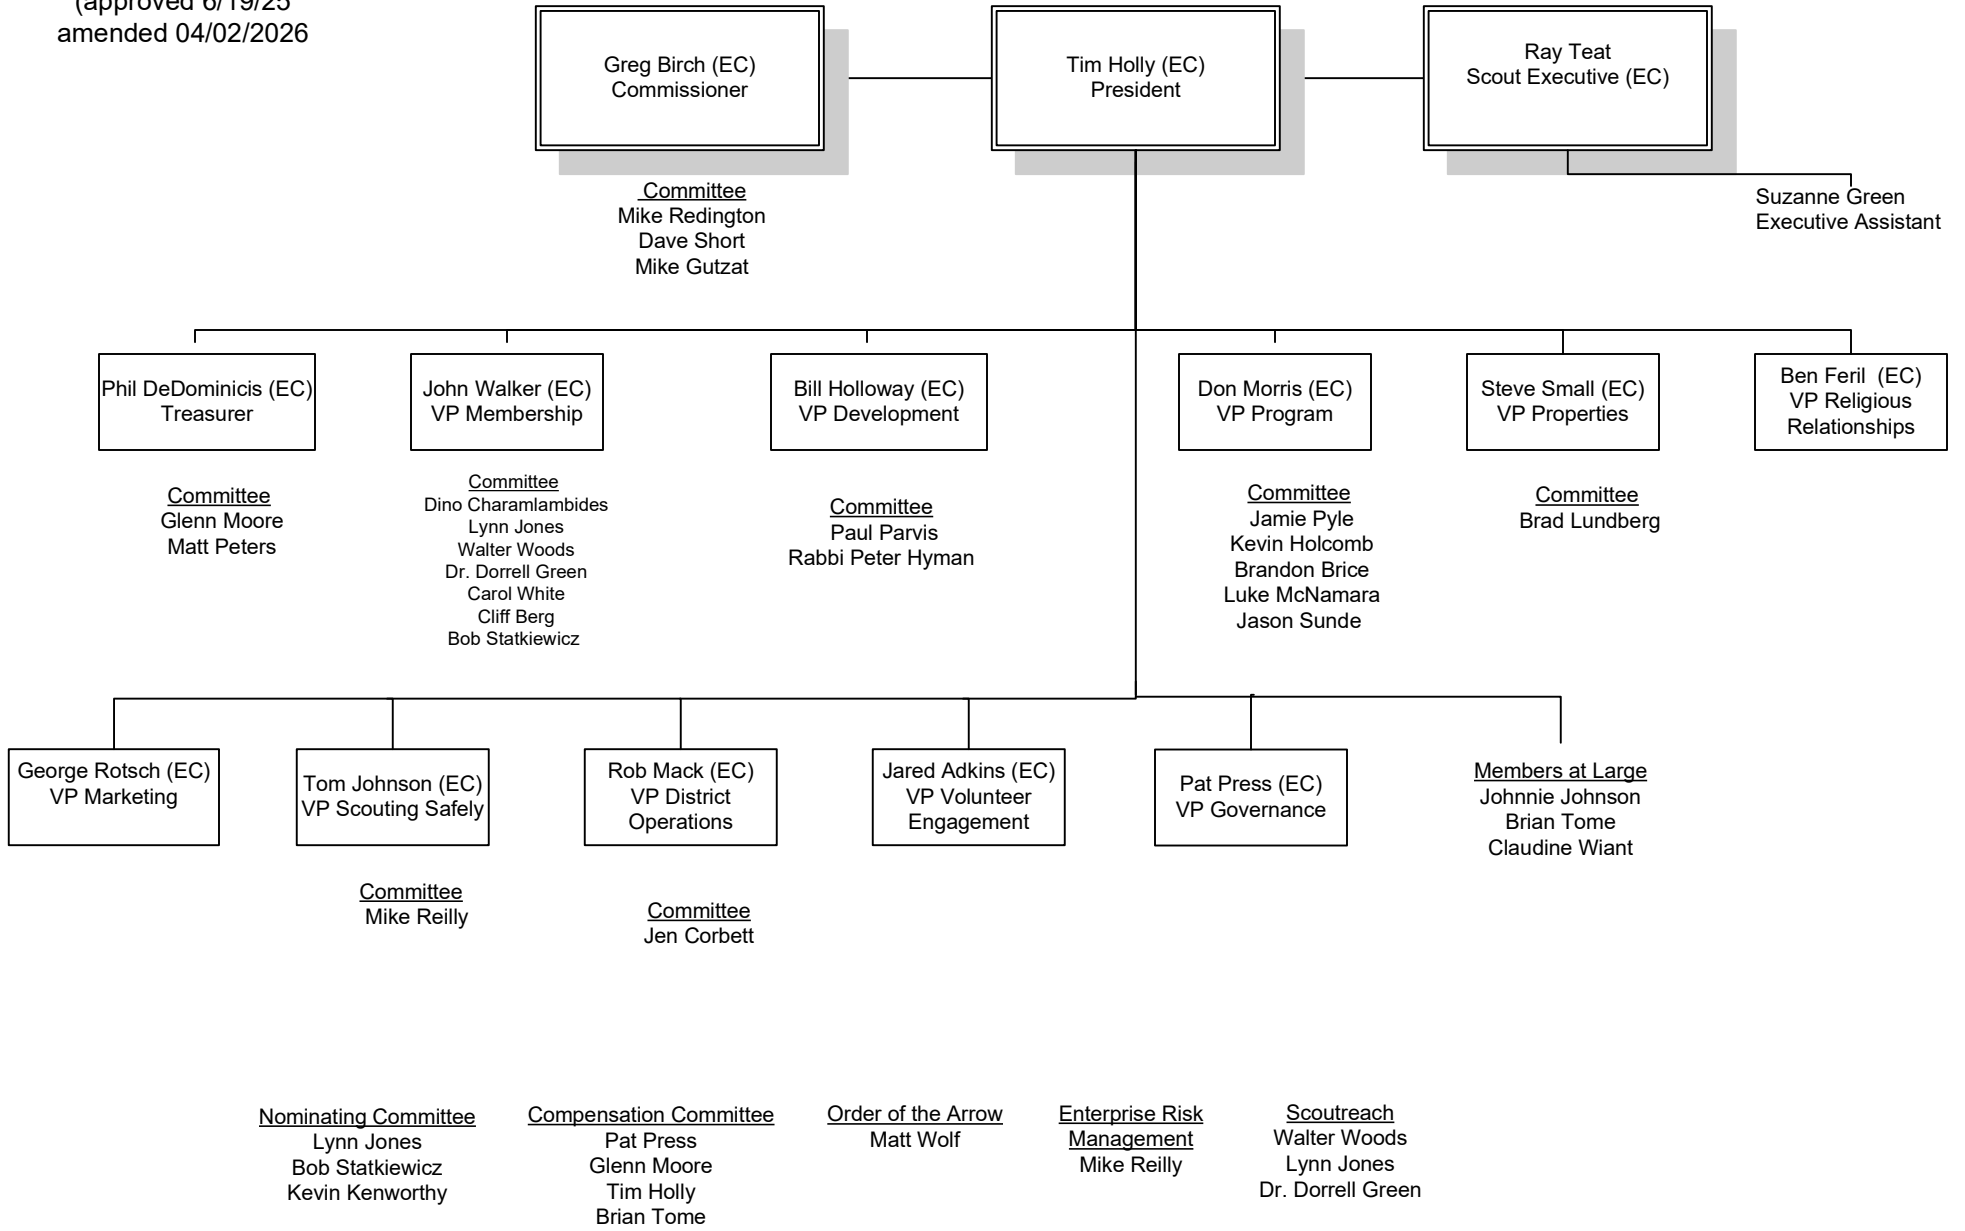 (approved 6/19/25
amended 04/02/2026
Greg Birch (EC)
Commissioner
Tim Holly (EC)
President
Ray Teat
Scout Executive (EC)
Suzanne Green
Executive Assistant
Committee
Mike Redington
Dave Short
Mike Gutzat
Phil DeDominicis (EC)
Treasurer
John Walker (EC)
VP Membership
Bill Holloway (EC)
VP Development
Don Morris (EC)
VP Program
Steve Small (EC)
VP Properties
Ben Feril (EC)
VP Religious
Relationships
Committee
Glenn Moore
Matt Peters
Committee
Dino Charamlambides
Lynn Jones
Walter Woods
Dr. Dorrell Green
Carol White
Cliff Berg
Bob Statkiewicz
Committee
Paul Parvis
Rabbi Peter Hyman
Committee
Jamie Pyle
Kevin Holcomb
Brandon Brice
Luke McNamara
Jason Sunde
Committee
Brad Lundberg
George Rotsch (EC)
VP Marketing
Tom Johnson (EC)
VP Scouting Safely
Rob Mack (EC)
VP District
Operations
Jared Adkins (EC)
VP Volunteer
Engagement
Pat Press (EC)
VP Governance
Members at Large
Johnnie Johnson
Brian Tome
Claudine Wiant
Committee
Mike Reilly
Committee
Jen Corbett
Nominating Committee
Lynn Jones
Bob Statkiewicz
Kevin Kenworthy
Compensation Committee
Pat Press
Glenn Moore
Tim Holly
Brian Tome
Order of the Arrow
Matt Wolf
Enterprise Risk
Management
Mike Reilly
Scoutreach
Walter Woods
Lynn Jones
Dr. Dorrell Green